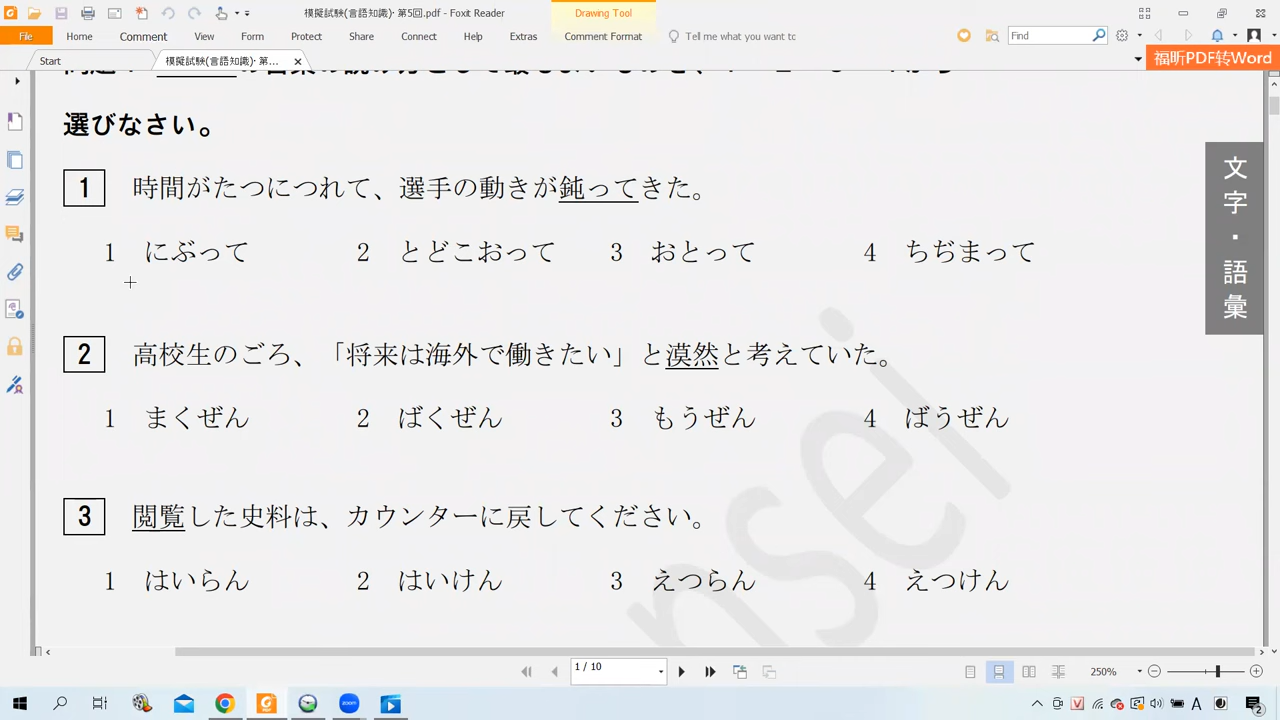 模擬試験(言語知識)・第5回.pdf - Foxit Reader
Drawing Tool
File Home Comment View Form Protect Share Connect Help Extras Comment Format Tell me what you want to Find
Start 模擬試験(言語知識)・第... 福昕PDF转Word
選びなさい。
1 時間がたつにつれて、選手の動きが鈍ってきた。
1 にぶって 2 とどこおって 3 おとって 4 ちぢまって
2 高校生のごろ、「将来は海外で働きたい」と漠然と考えていた。
1 まくぜん 2 ばくぜん 3 もうぜん 4 ばうぜん
3 閲覧した史料は、カウンターに戻してください。
1 はいらん 2 はいけん 3 えつらん 4 えつけん
文字・語彙
nsei
1 / 10
250%
zoom
A
2